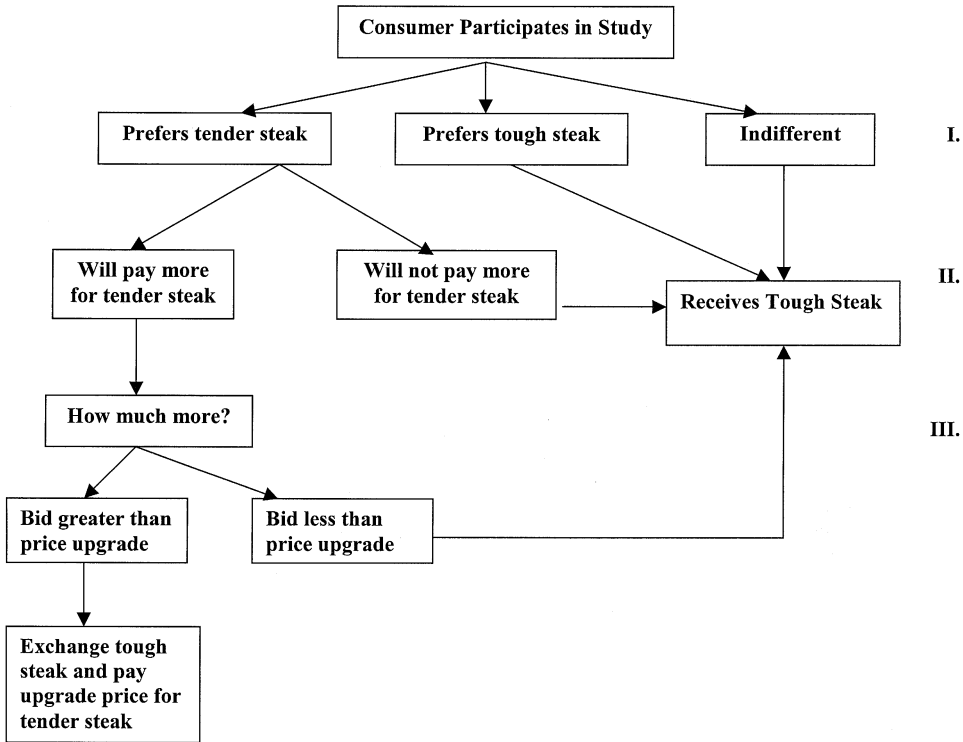 Consumer Participates in Study
Prefers tender steak
Prefers tough steak
Indifferent
I.
Will pay more
for tender steak
Will not pay more
for tender steak
Receives Tough Steak
II.
How much more?
III.
Bid greater than
price upgrade
Bid less than
price upgrade
Exchange tough
steak and pay
upgrade price for
tender steak